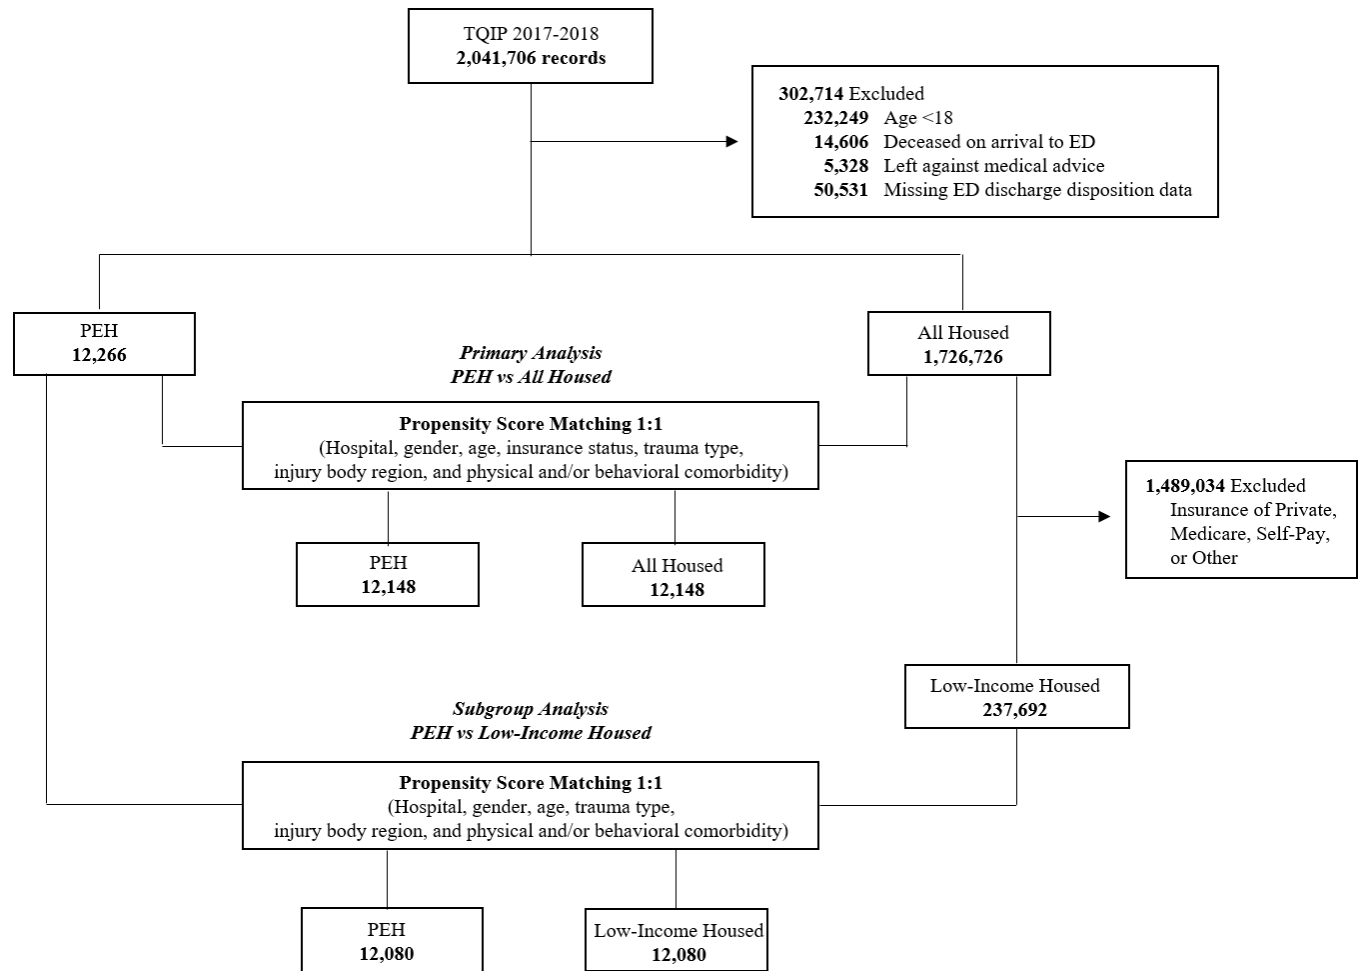 TQIP 2017-2018
2,041,706 records
302,714 Excluded
232,249 Age <18
14,606 Deceased on arrival to ED
5,328 Left against medical advice
50,531 Missing ED discharge disposition data
PEH
12,266
All Housed
1,726,726
Primary Analysis
PEH vs All Housed
Propensity Score Matching 1:1
(Hospital, gender, age, insurance status, trauma type,
injury body region, and physical and/or behavioral comorbidity)
1,489,034 Excluded
Insurance of Private,
Medicare, Self-Pay,
or Other
PEH
12,148
All Housed
12,148
Low-Income Housed
237,692
Subgroup Analysis
PEH vs Low-Income Housed
Propensity Score Matching 1:1
(Hospital, gender, age, trauma type,
injury body region, and physical and/or behavioral comorbidity)
PEH
12,080
Low-Income Housed
12,080